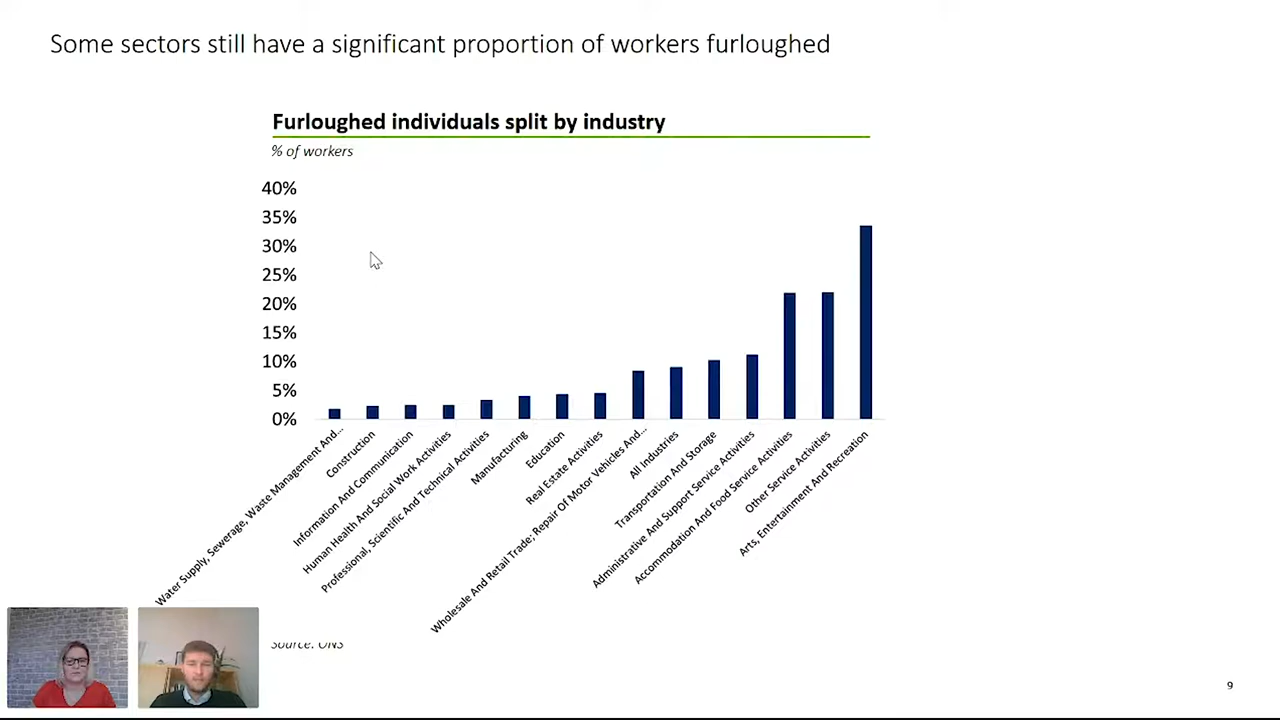 Some sectors still have a significant proportion of workers furloughed
Furloughed individuals split by industry
% of workers
40%
35%
30%
25%
20%
15%
10%
5%
0%
Water Supply, Sewerage, Waste Management And...
Construction
Information And Communication
Human Health And Social Work Activities
Professional, Scientific And Technical Activities
Manufacturing
Education
Real Estate Activities
Wholesale And Retail Trade; Repair Of Motor Vehicles And...
All Industries
Transportation And Storage
Administrative And Support Service Activities
Accommodation And Food Service Activities
Other Service Activities
Arts, Entertainment And Recreation
Source: ONS
9